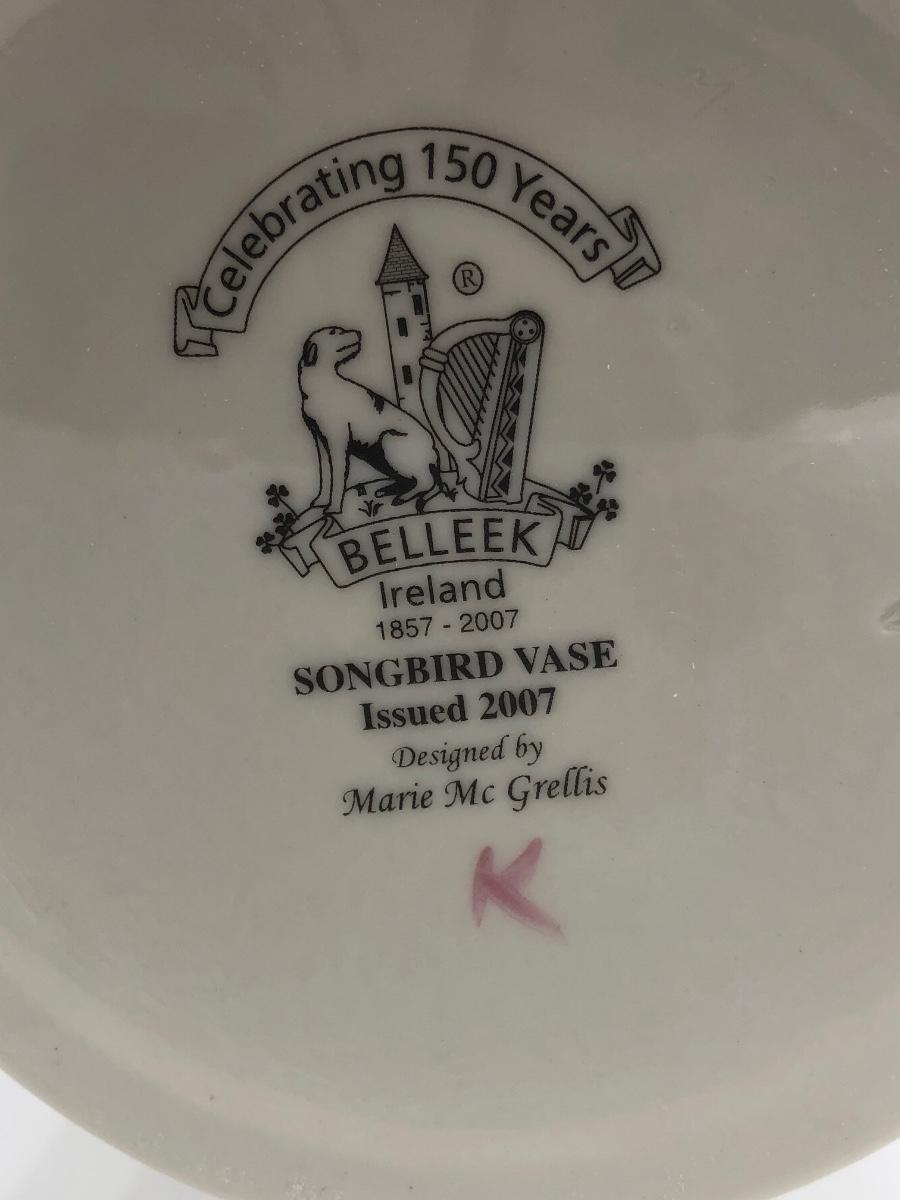 Celebrating 150 Years
®
BELLEEK
Ireland
1857 - 2007
SONGBIRD VASE
Issued 2007
Designed by
Marie Mc Grellis
K